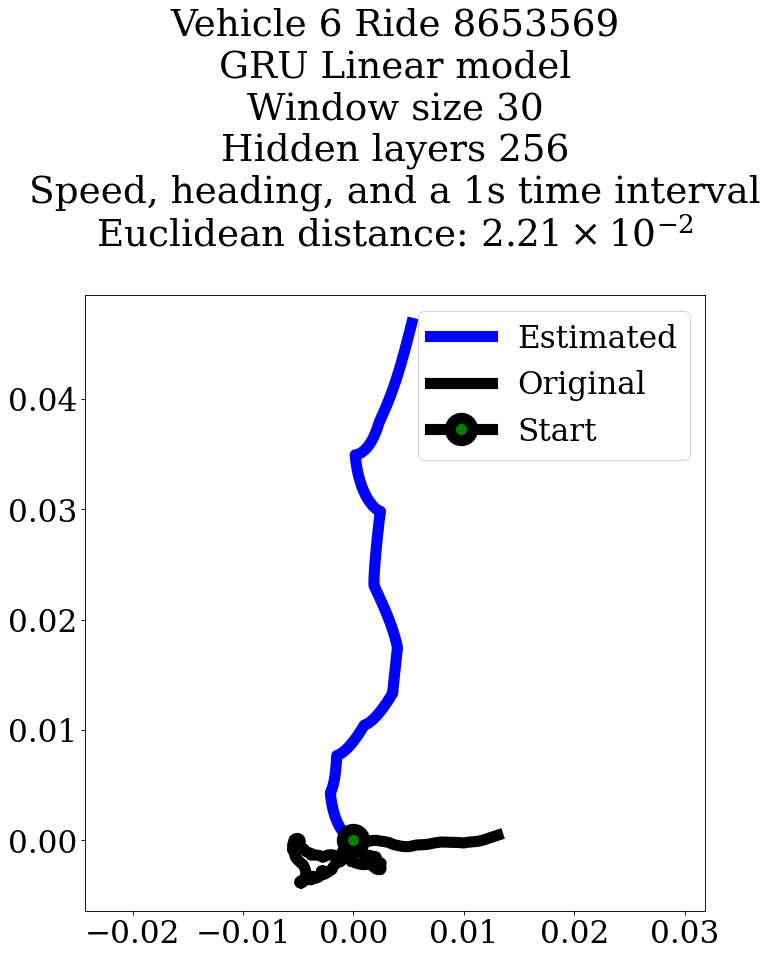 Vehicle 6 Ride 8653569
GRU Linear model
Window size 30
Hidden layers 256
Speed, heading, and a 1s time interval
Euclidean distance: 2.21 × 10⁻²
Estimated
Original
Start
0.04
0.03
0.02
0.01
0.00
−0.02 −0.01 0.00 0.01 0.02 0.03